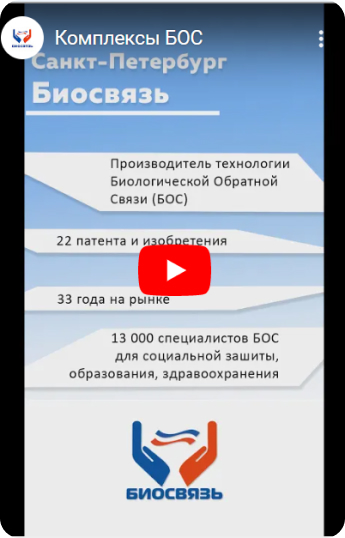 Комплексы БОС
БИОСВЯЗЬ
Санкт-Петербург
Биосвязь
Производитель технологии
Биологической Обратной
Связи (БОС)
22 патента и изобретения
33 года на рынке
13 000 специалистов БОС
для социальной зашиты,
образования, здравоохранения
БИОСВЯЗЬ